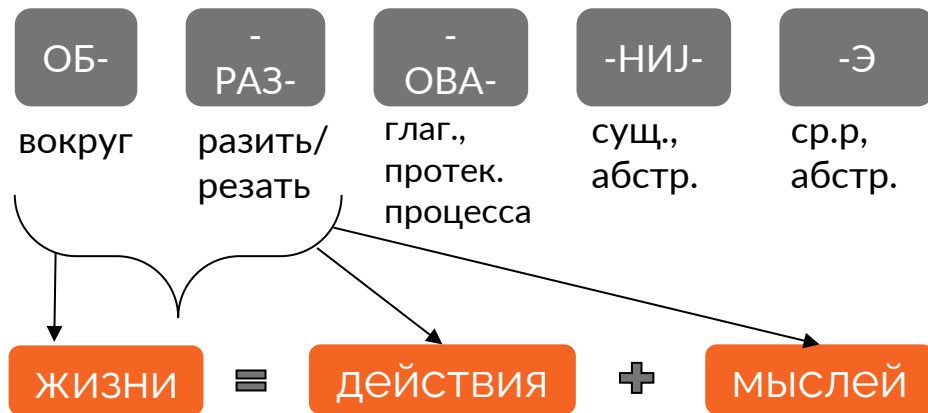 ОБ-
-
РАЗ-
-
ОВА-
-НИJ-
-Э
вокруг
разить/
резать
глаг.,
протек.
процесса
сущ.,
абстр.
ср.р,
абстр.
жизни = действия + мыслей